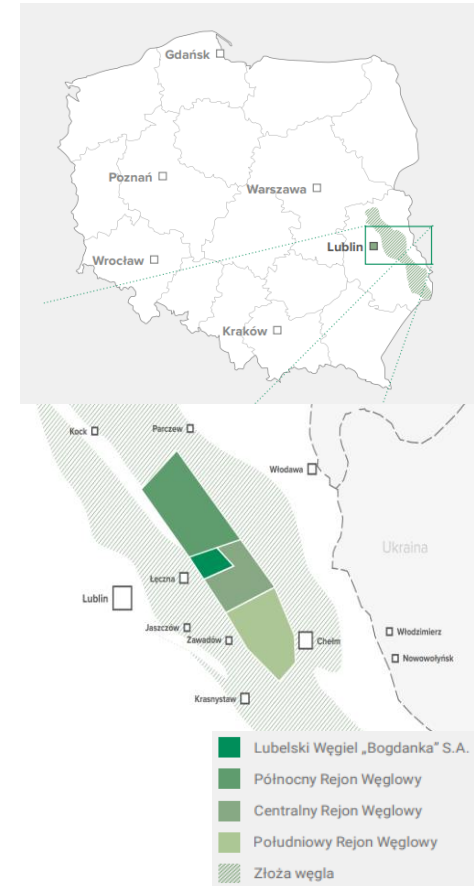 Gdańsk
Poznań
Warszawa
Lublin
Wrocław
Kraków
Kock
Parczew
Włodawa
Ukraina
Łęczna
Lublin
Jaszczów
Zawadów
Chełm
Włodzimierz
Nowowołyńsk
Krasnystaw
Lubelski Węgiel „Bogdanka” S.A.
Północny Rejon Węglowy
Centralny Rejon Węglowy
Południowy Rejon Węglowy
Złoża węgla